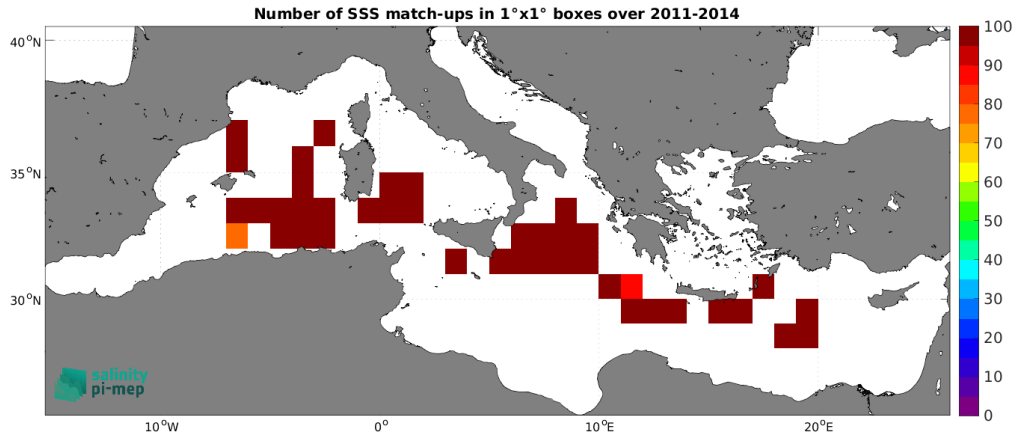 Number of SSS match-ups in 1°x1° boxes over 2011-2014
40°N
35°N
30°N
10°W
0°
10°E
20°E
100
90
80
70
60
50
40
30
20
10
0
salinity
pi-mep